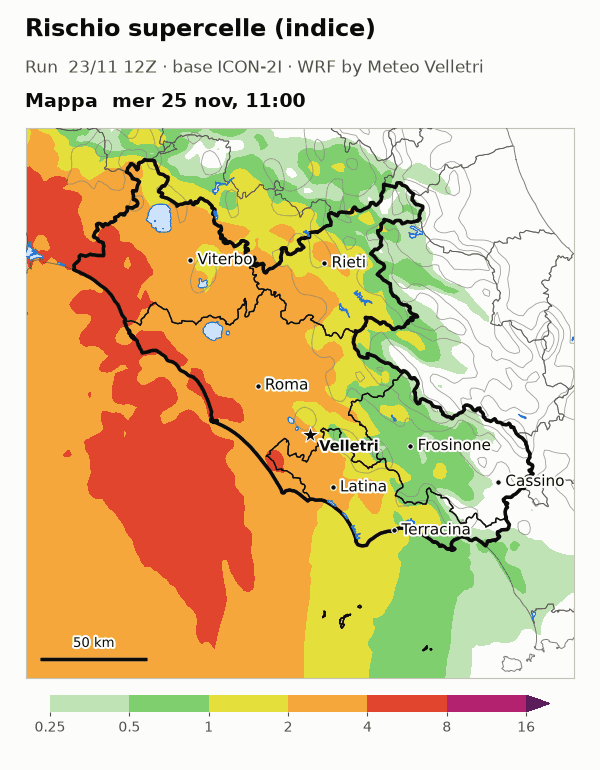 Rischio supercelle (indice)
Run 23/11 12Z · base ICON-2I · WRF by Meteo Velletri
Mappa mer 25 nov, 11:00
Viterbo
Rieti
Roma
Velletri
Frosinone
Cassino
Latina
Terracina
50 km
0.25 0.5 1 2 4 8 16